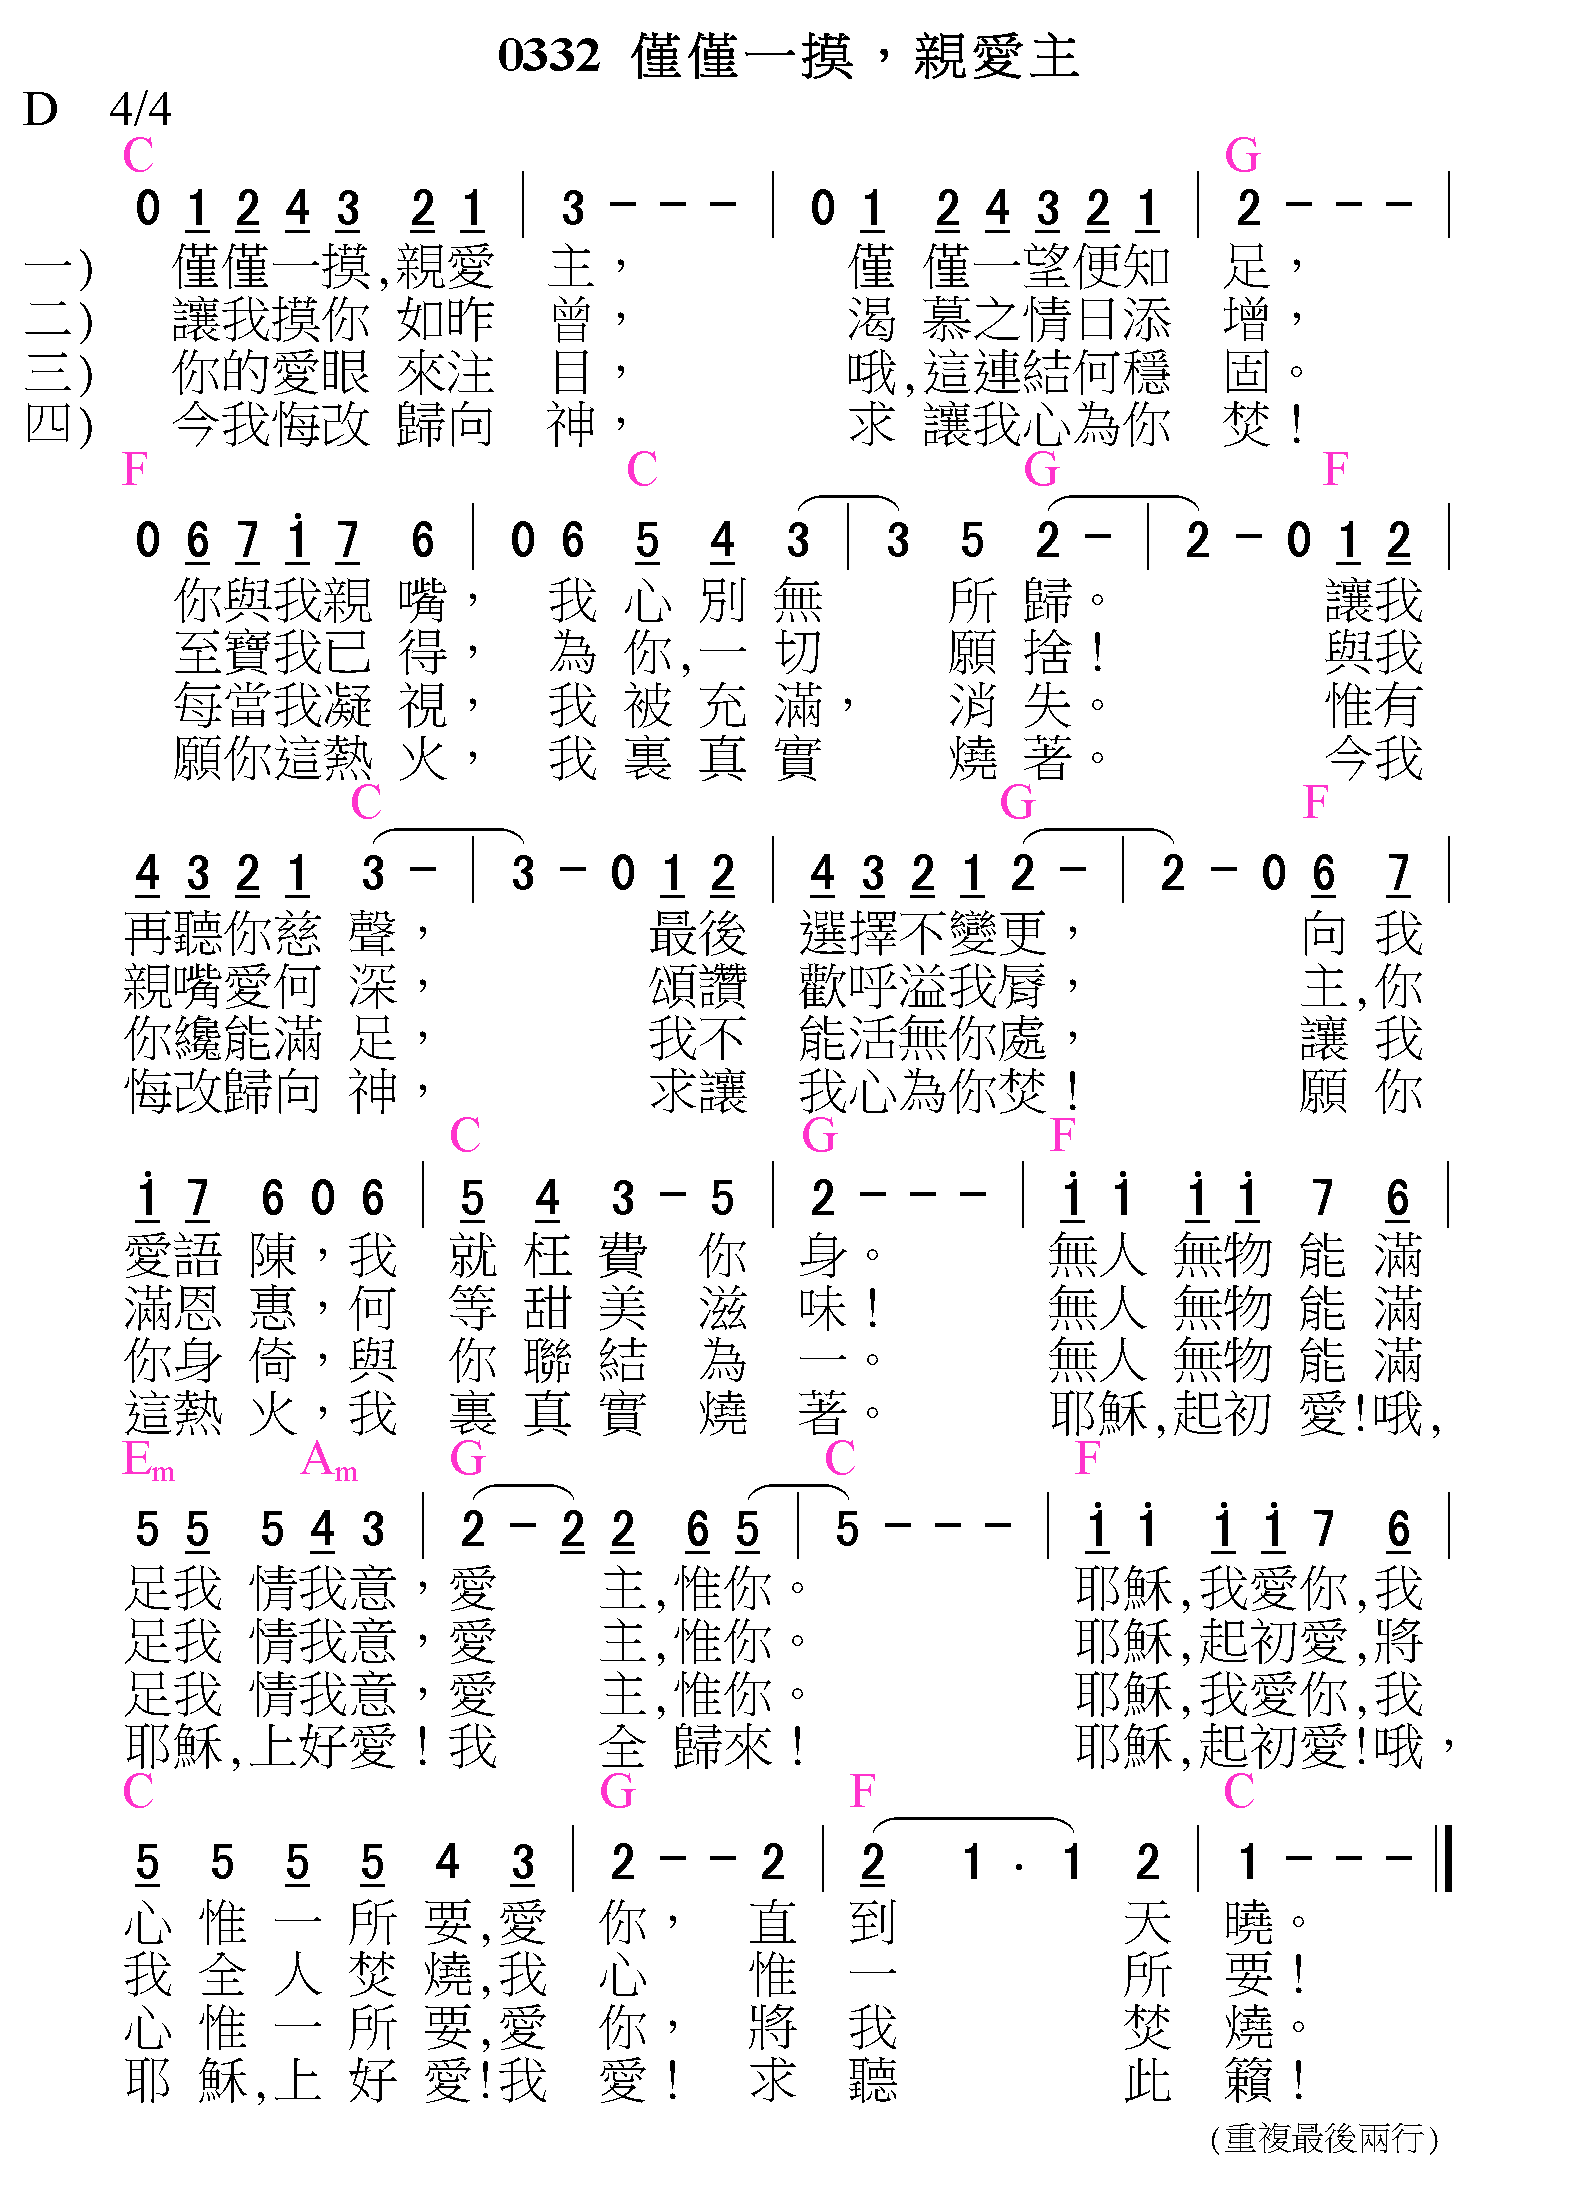 0332 僅僅一摸，親愛主
D 4/4
C G
0 1 2 4 3 2 1 | 3 - - - | 0 1 2 4 3 2 1 | 2 - - - |
一) 僅僅一摸,親愛 主， 僅 僅一望便知 足，
二) 讓我摸你 如昨 曾， 渴 慕之情日添 增，
三) 你的愛眼 來注 目， 哦,這連結何穩 固。
四) 今我悔改 歸向 神， 求 讓我心為你 焚!
F C G F
0 6 7 i 7 6 | 0 6 5 4 3 | 3 5 2 - | 2 - 0 1 2 |
你與我親 嘴， 我 心 別 無 所 歸。 讓我
至寶我已 得， 為 你,一 切 願 捨! 與我
每當我凝 視， 我 被 充 滿， 消 失。 惟有
願你這熱 火， 我 裏 真 實 燒 著。 今我
C G F
4 3 2 1 3 - | 3 - 0 1 2 | 4 3 2 1 2 - | 2 - 0 6 7 |
再聽你慈 聲， 最後 選擇不變更， 向 我
親嘴愛何 深， 頌讚 歡呼溢我脣， 主,你
你纔能滿 足， 我不 能活無你處， 讓 我
悔改歸向 神， 求讓 我心為你焚! 願 你
C G F
i 7 6 0 6 | 5 4 3 - 5 | 2 - - - | i i i i 7 6 |
愛語 陳，我 就 枉 費 你 身。 無人 無物 能 滿
滿恩 惠，何 等 甜 美 滋 味! 無人 無物 能 滿
你身 倚，與 你 聯 結 為 一。 無人 無物 能 滿
這熱 火，我 裏 真 實 燒 著。 耶穌,起初 愛!哦,
Em Am G C F
5 5 5 4 3 | 2 - 2 2 6 5 | 5 - - - | i i i i 7 6 |
足我 情我意，愛 主,惟你。 耶穌,我愛你,我
足我 情我意，愛 主,惟你。 耶穌,起初愛,將
足我 情我意，愛 主,惟你。 耶穌,我愛你,我
耶穌,上好愛!我 全 歸來! 耶穌,起初愛!哦，
C G F C
5 5 5 5 4 3 | 2 - - 2 | 2 1 . 1 2 | 1 - - - ||
心 惟 一 所 要,愛 你， 直 到 天 曉。
我 全 人 焚 燒,我 心 惟 一 所 要!
心 惟 一 所 要,愛 你， 將 我 焚 燒。
耶 穌,上 好 愛!我 愛! 求 聽 此 籟!
(重複最後兩行)